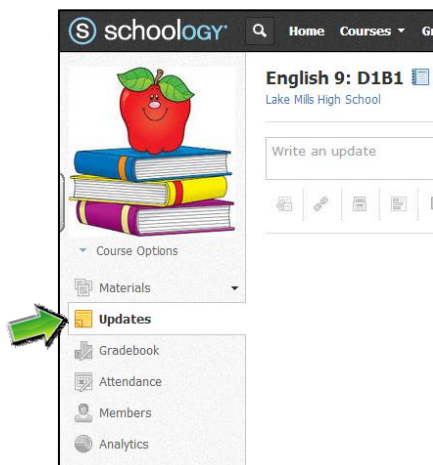 S schoology Home Courses
English 9: D1B1
Lake Mills High School
Write an update
Course Options
Materials
Updates
Gradebook
Attendance
Members
Analytics